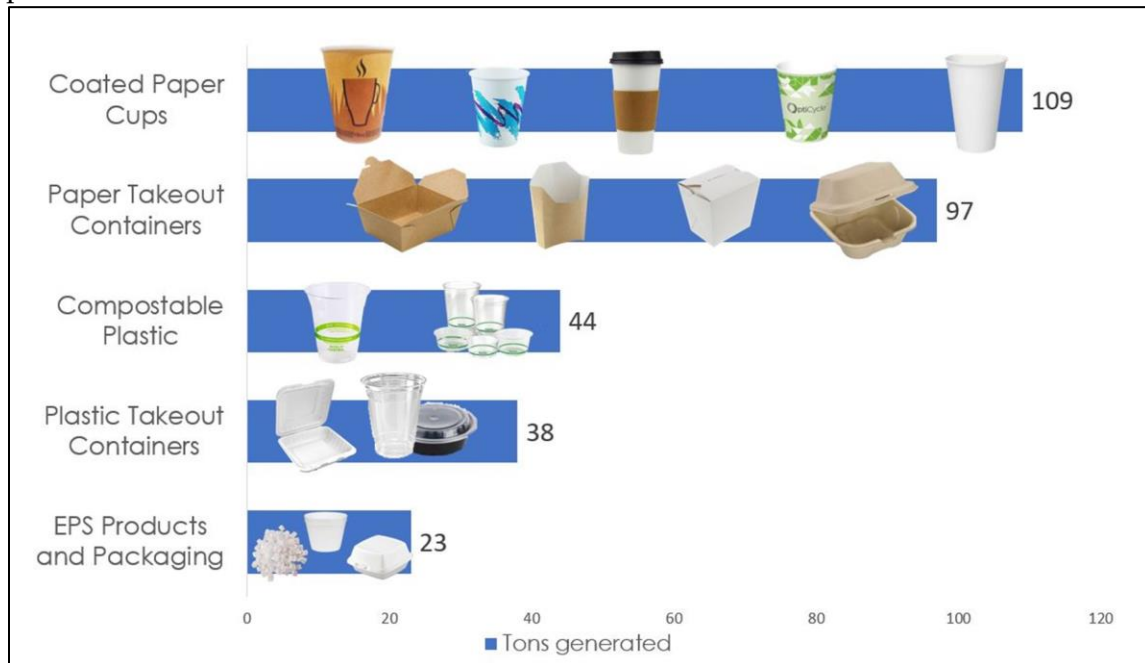 Coated Paper
Cups
OptiCycle
109
Paper Takeout
Containers
97
Compostable
Plastic
44
Plastic Takeout
Containers
38
EPS Products
and Packaging
23
0 20 40 60 80 100 120
Tons generated